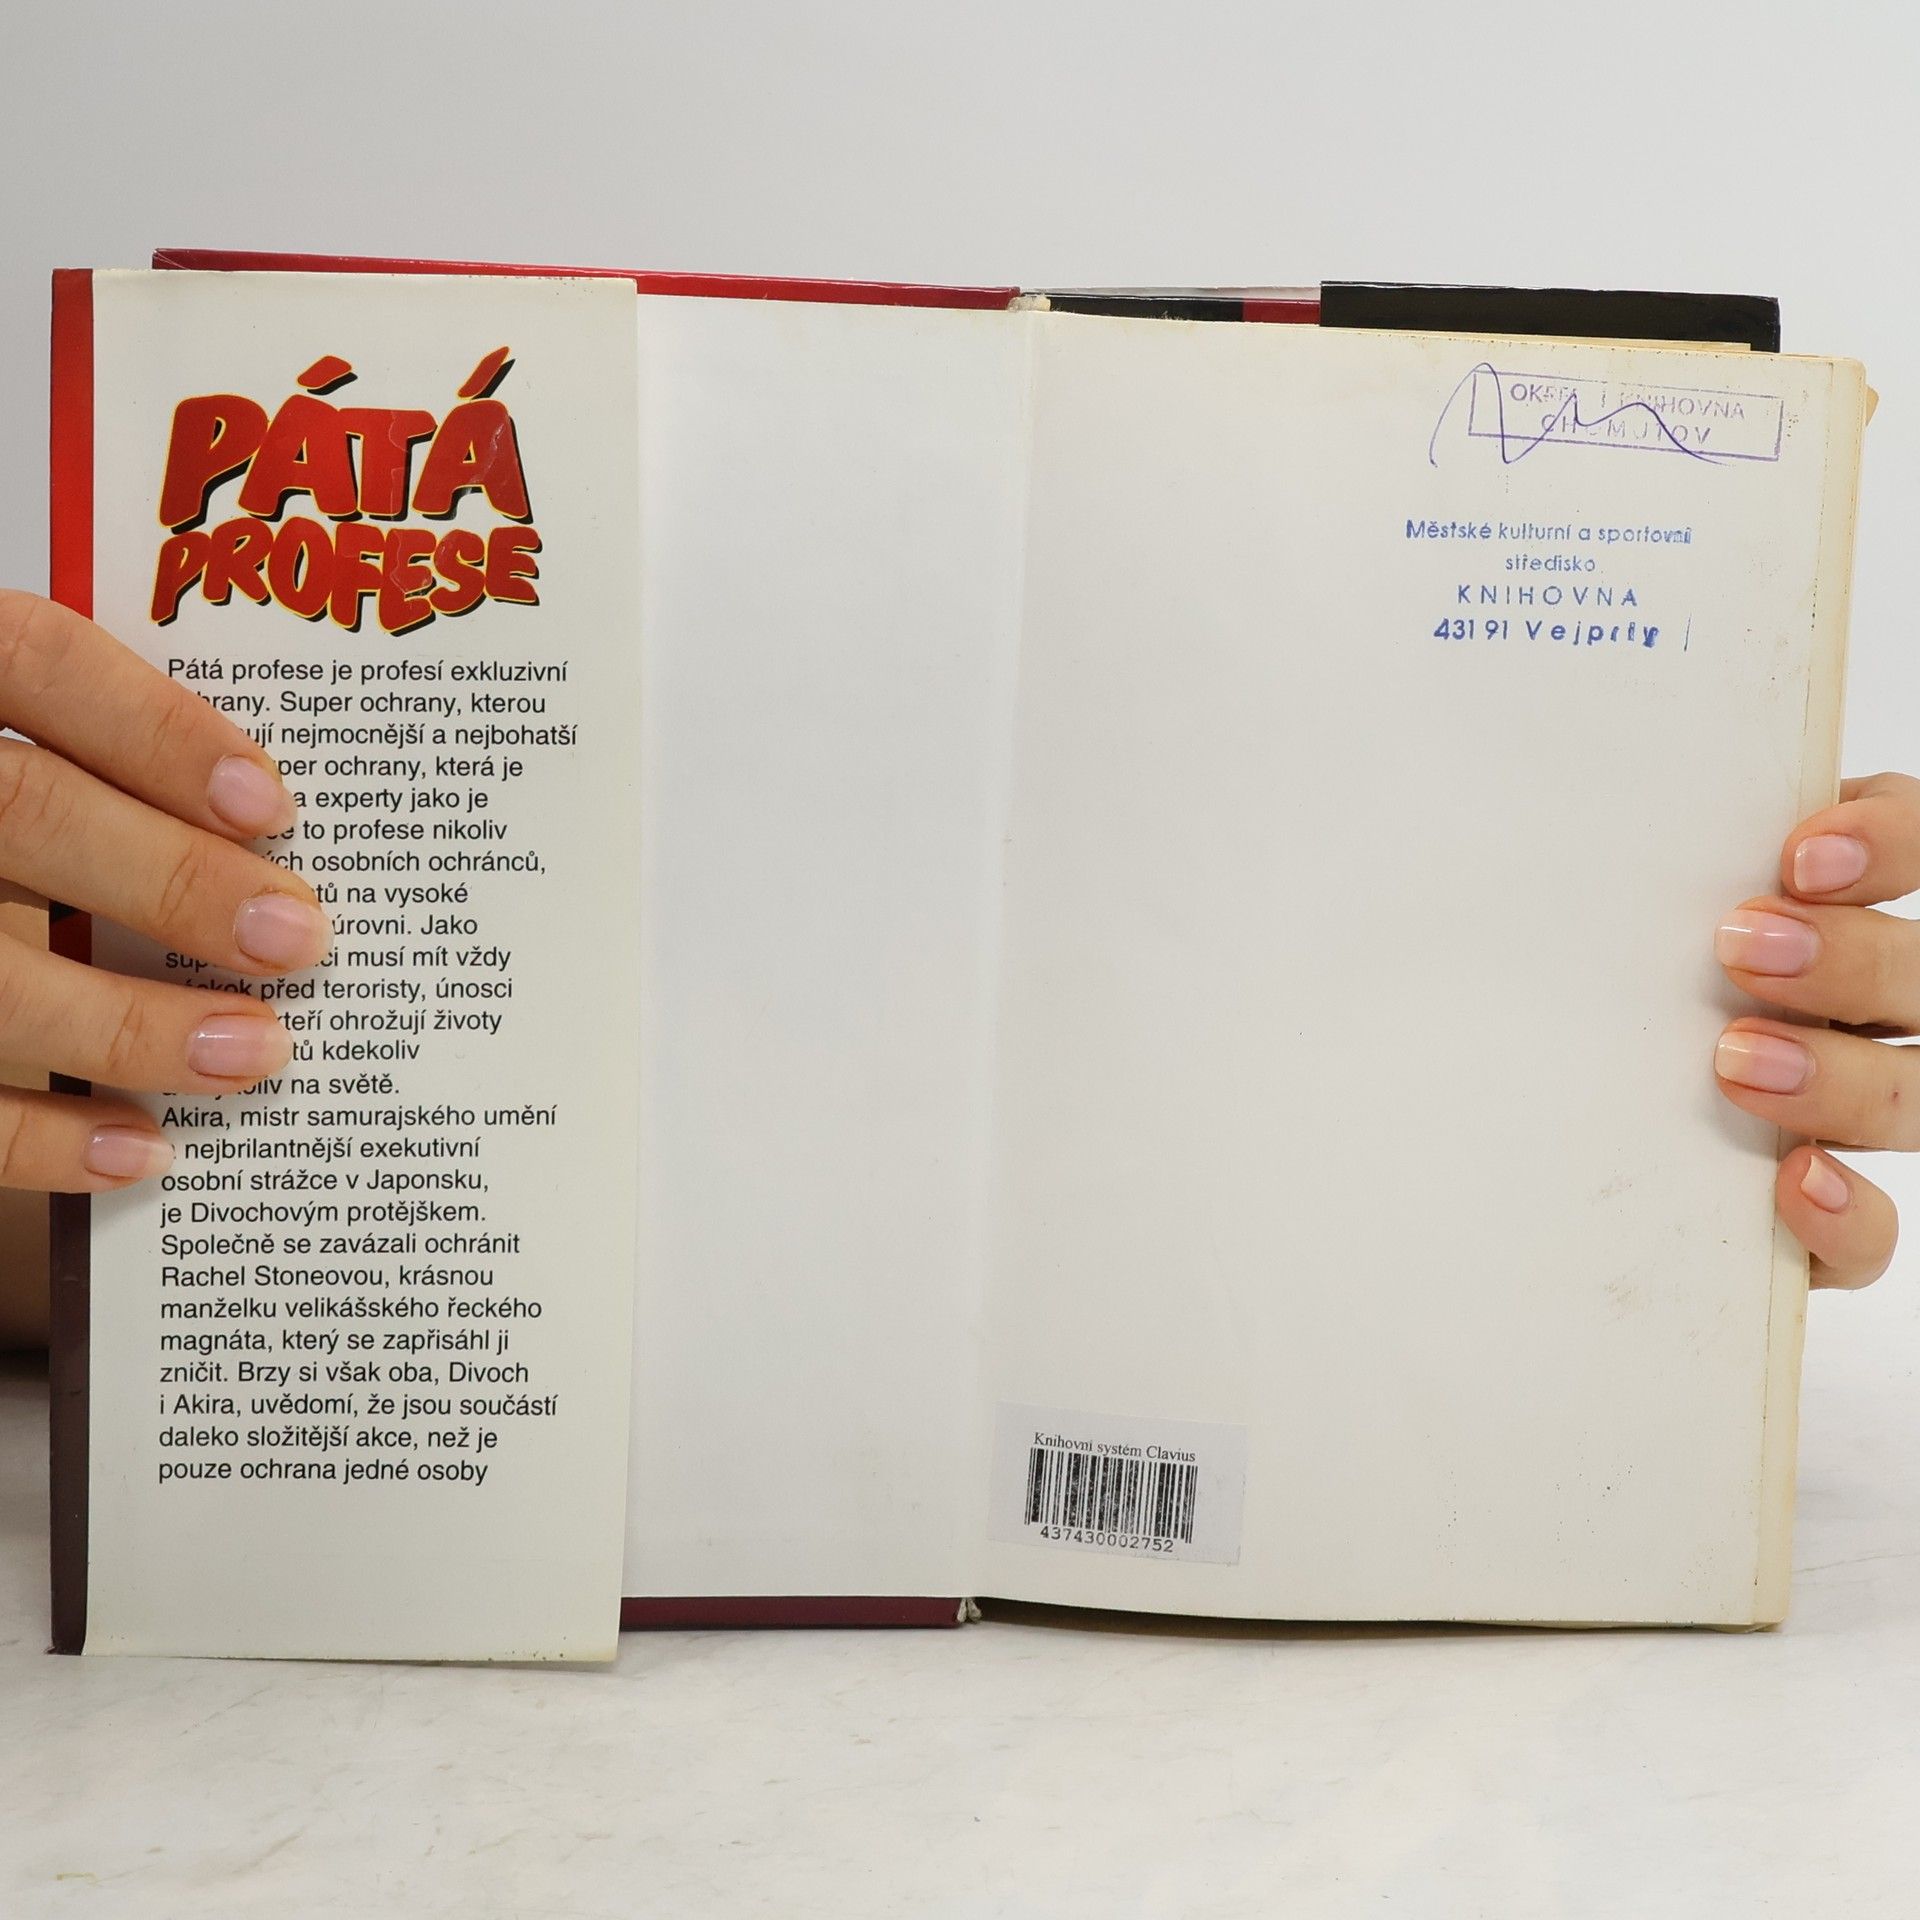 PÁTÁ
PROFESE
Pátá profese je profesí exkluzivní
Super ochrany, kterou
nejmocnější a nejbohatší
ochrany, která je
experty jako je
to profese nikoliv
osobních ochránců,
na vysoké
úrovni. Jako
musí mít vždy
před teroristy, únosci
ohrožují životy
kdekoliv
na světě.
Akira, mistr samurajského umění
nejbrilantnější exekutivní
osobní strážce v Japonsku,
je Divochovým protějškem.
Společně se zavázali ochránit
Rachel Stoneovou, krásnou
manželku velikášského řeckého
magnáta, který se zapřisáhl ji
zničit. Brzy si však oba, Divoch
i Akira, uvědomí, že jsou součástí
daleko složitější akce, než je
pouze ochrana jedné osoby
KNIHOVNA
CHOMUTOV
Městské kulturní a sportovní
středisko
KNIHOVNA
431 91 Vejprty
Knihovní systém Clavius
437430002752